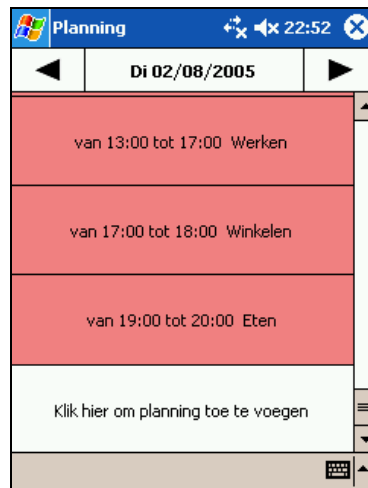 Planning 22:52
Di 02/08/2005
van 13:00 tot 17:00 Werken
van 17:00 tot 18:00 Winkelen
van 19:00 tot 20:00 Eten
Klik hier om planning toe te voegen